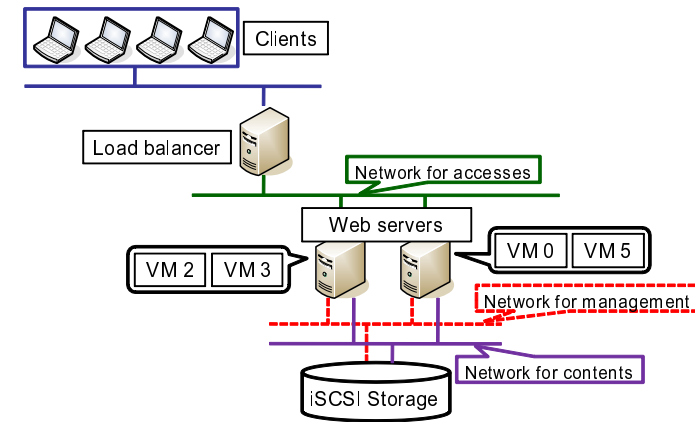 Clients
Load balancer
Network for accesses
Web servers
VM 2
VM 3
VM 0
VM 5
Network for management
Network for contents
iSCSI Storage